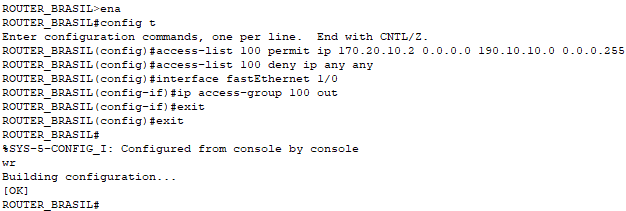 ROUTER_BRASIL>ena
ROUTER_BRASIL#config t
Enter configuration commands, one per line.  End with CNTL/Z.
ROUTER_BRASIL(config)#access-list 100 permit ip 170.20.10.2 0.0.0.0 190.10.10.0 0.0.0.255
ROUTER_BRASIL(config)#access-list 100 deny ip any any
ROUTER_BRASIL(config)#interface fastEthernet 1/0
ROUTER_BRASIL(config-if)#ip access-group 100 out
ROUTER_BRASIL(config-if)#exit
ROUTER_BRASIL(config)#exit
ROUTER_BRASIL#
%SYS-5-CONFIG_I: Configured from console by console
wr
Building configuration...
[OK]
ROUTER_BRASIL#